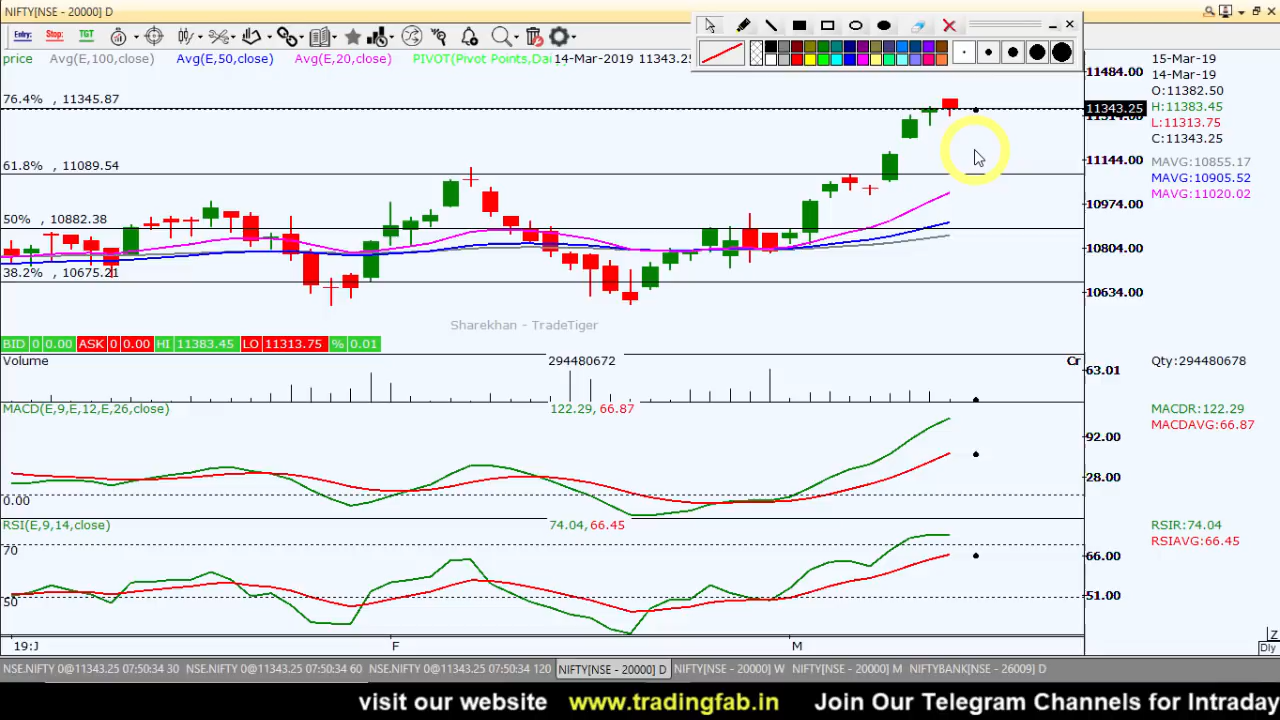 NIFTY[NSE - 20000] D
Entry: Stop: TGT
price Avg(E,100,close) Avg(E,50,close) Avg(E,20,close) PIVOT(Pivot Points,Dai 14-Mar-2019 11343.25
76.4% , 11345.87
61.8% , 11089.54
50% , 10882.38
38.2% , 10675.21
11484.00
11343.25
11314.00
11144.00
10974.00
10804.00
10634.00
15-Mar-19
14-Mar-19
O:11382.50
H:11383.45
L:11313.75
C:11343.25
MAVG:10855.17
MAVG:10905.52
MAVG:11020.02
Sharekhan - TradeTiger
BID 0 0.00 ASK 0 0.00 HI 11383.45 LO 11313.75 % 0.01
Volume 294480672 Cr
63.01
Qty:294480678
MACD(E,9,E,12,E,26,close) 122.29, 66.87
MACDR:122.29
MACDAVG:66.87
92.00
28.00
0.00
RSI(E,9,14,close) 74.04, 66.45
RSIR:74.04
RSIAVG:66.45
70
66.00
50
51.00
19:J F M
Z
Dly
NSE.NIFTY 0@11343.25 07:50:34 30 NSE.NIFTY 0@11343.25 07:50:34 60 NSE.NIFTY 0@11343.25 07:50:34 120 NIFTY[NSE - 20000] D NIFTY[NSE - 20000] W NIFTY[NSE - 20000] M NIFTYBANK[NSE - 26009] D
visit our website www.tradingfab.in Join Our Telegram Channels for Intraday